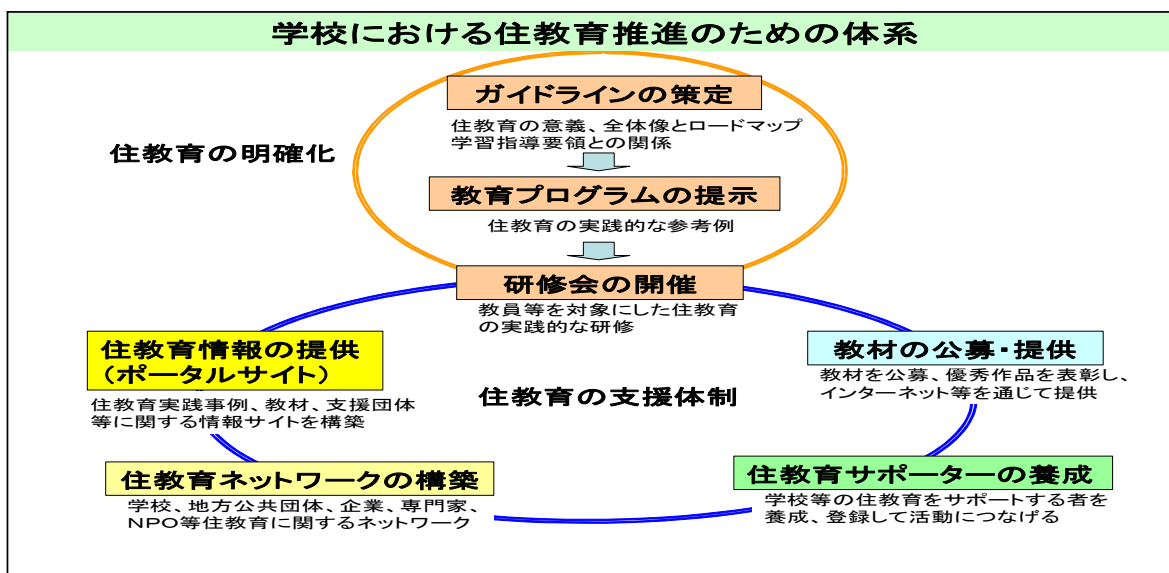 学校における住教育推進のための体系
ガイドラインの策定
住教育の意義、全体像とロードマップ
学習指導要領との関係
住教育の明確化
教育プログラムの提示
住教育の実践的な参考例
研修会の開催
教員等を対象にした住教育
の実践的な研修
住教育情報の提供
（ポータルサイト）
住教育実践事例、教材、支援団体
等に関する情報サイトを構築
住教育の支援体制
教材の公募・提供
教材を公募、優秀作品を表彰し、
インターネット等を通じて提供
住教育ネットワークの構築
学校、地方公共団体、企業、専門家、
NPO等住教育に関するネットワーク
住教育サポーターの養成
学校等の住教育をサポートする者を
養成、登録して活動につなげる